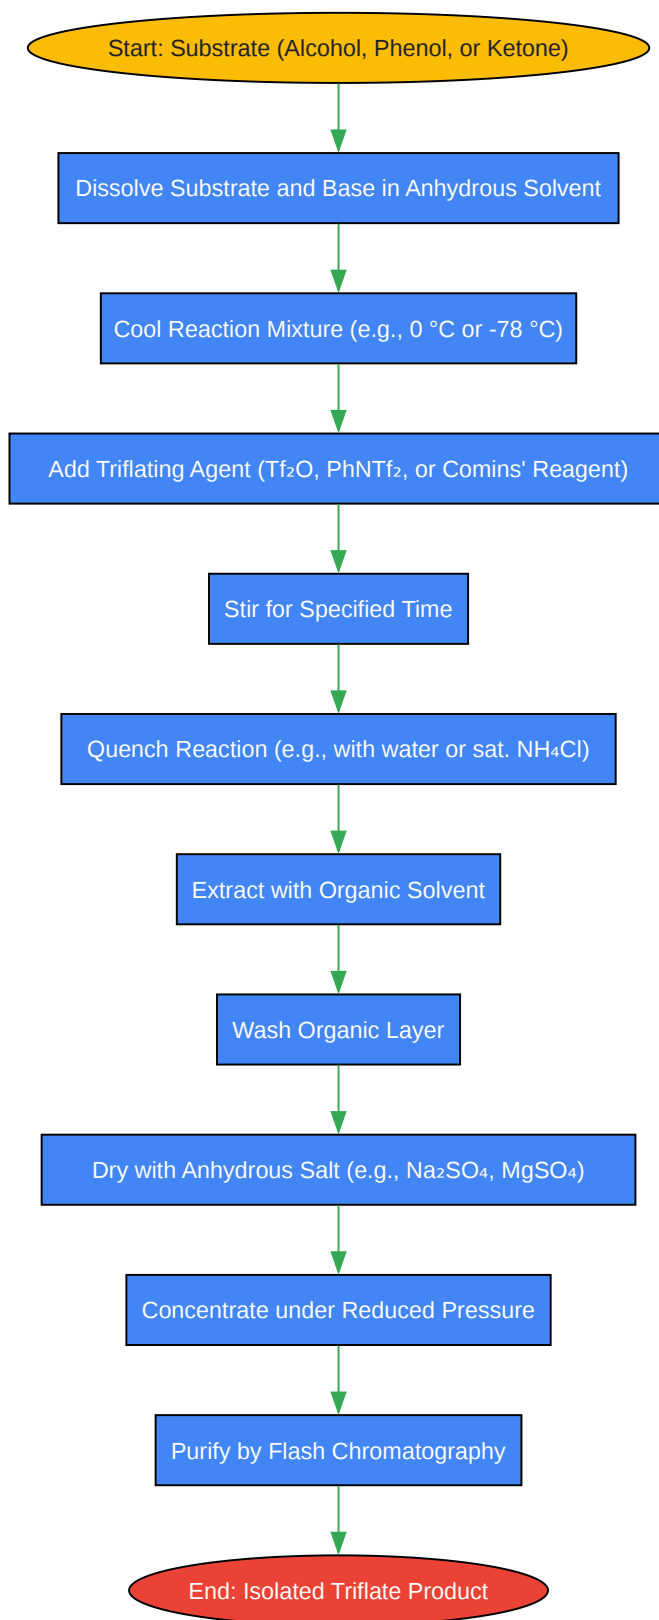 Start: Substrate (Alcohol, Phenol, or Ketone)
Dissolve Substrate and Base in Anhydrous Solvent
Cool Reaction Mixture (e.g., 0 °C or -78 °C)
Add Triflating Agent (Tf₂O, PhNTf₂, or Comins' Reagent)
Stir for Specified Time
Quench Reaction (e.g., with water or sat. NH₄Cl)
Extract with Organic Solvent
Wash Organic Layer
Dry with Anhydrous Salt (e.g., Na₂SO₄, MgSO₄)
Concentrate under Reduced Pressure
Purify by Flash Chromatography
End: Isolated Triflate Product